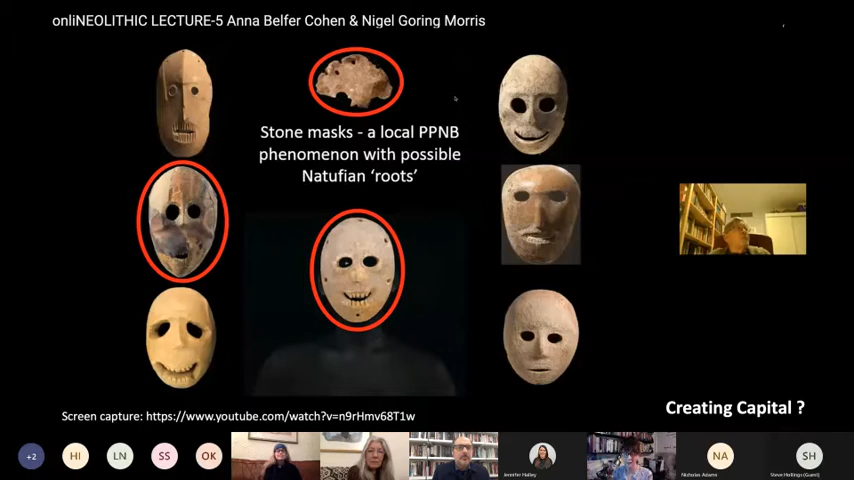 onliNEOLITHIC LECTURE-5 Anna Belfer Cohen & Nigel Goring Morris
Stone masks - a local PPNB
phenomenon with possible
Natufian ‘roots’
Creating Capital ?
Screen capture: https://www.youtube.com/watch?v=n9rHmv68T1w
+2
HI
LN
SS
OK
Jennifer Halley
NA
Nicholas Adams
SH
Steve Hollings (Guest)